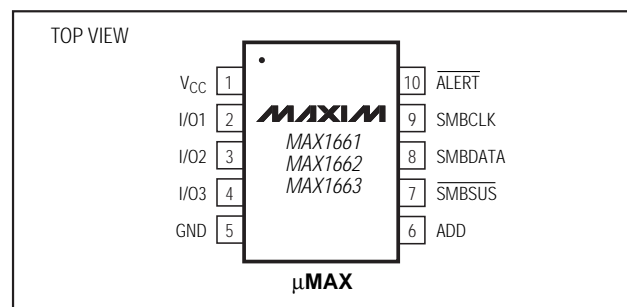 TOP VIEW
VCC 1
I/O1 2
I/O2 3
I/O3 4
GND 5
MAXIM
MAX1661
MAX1662
MAX1663
10 ALERT
9 SMBCLK
8 SMBDATA
7 SMBSUS
6 ADD
μMAX